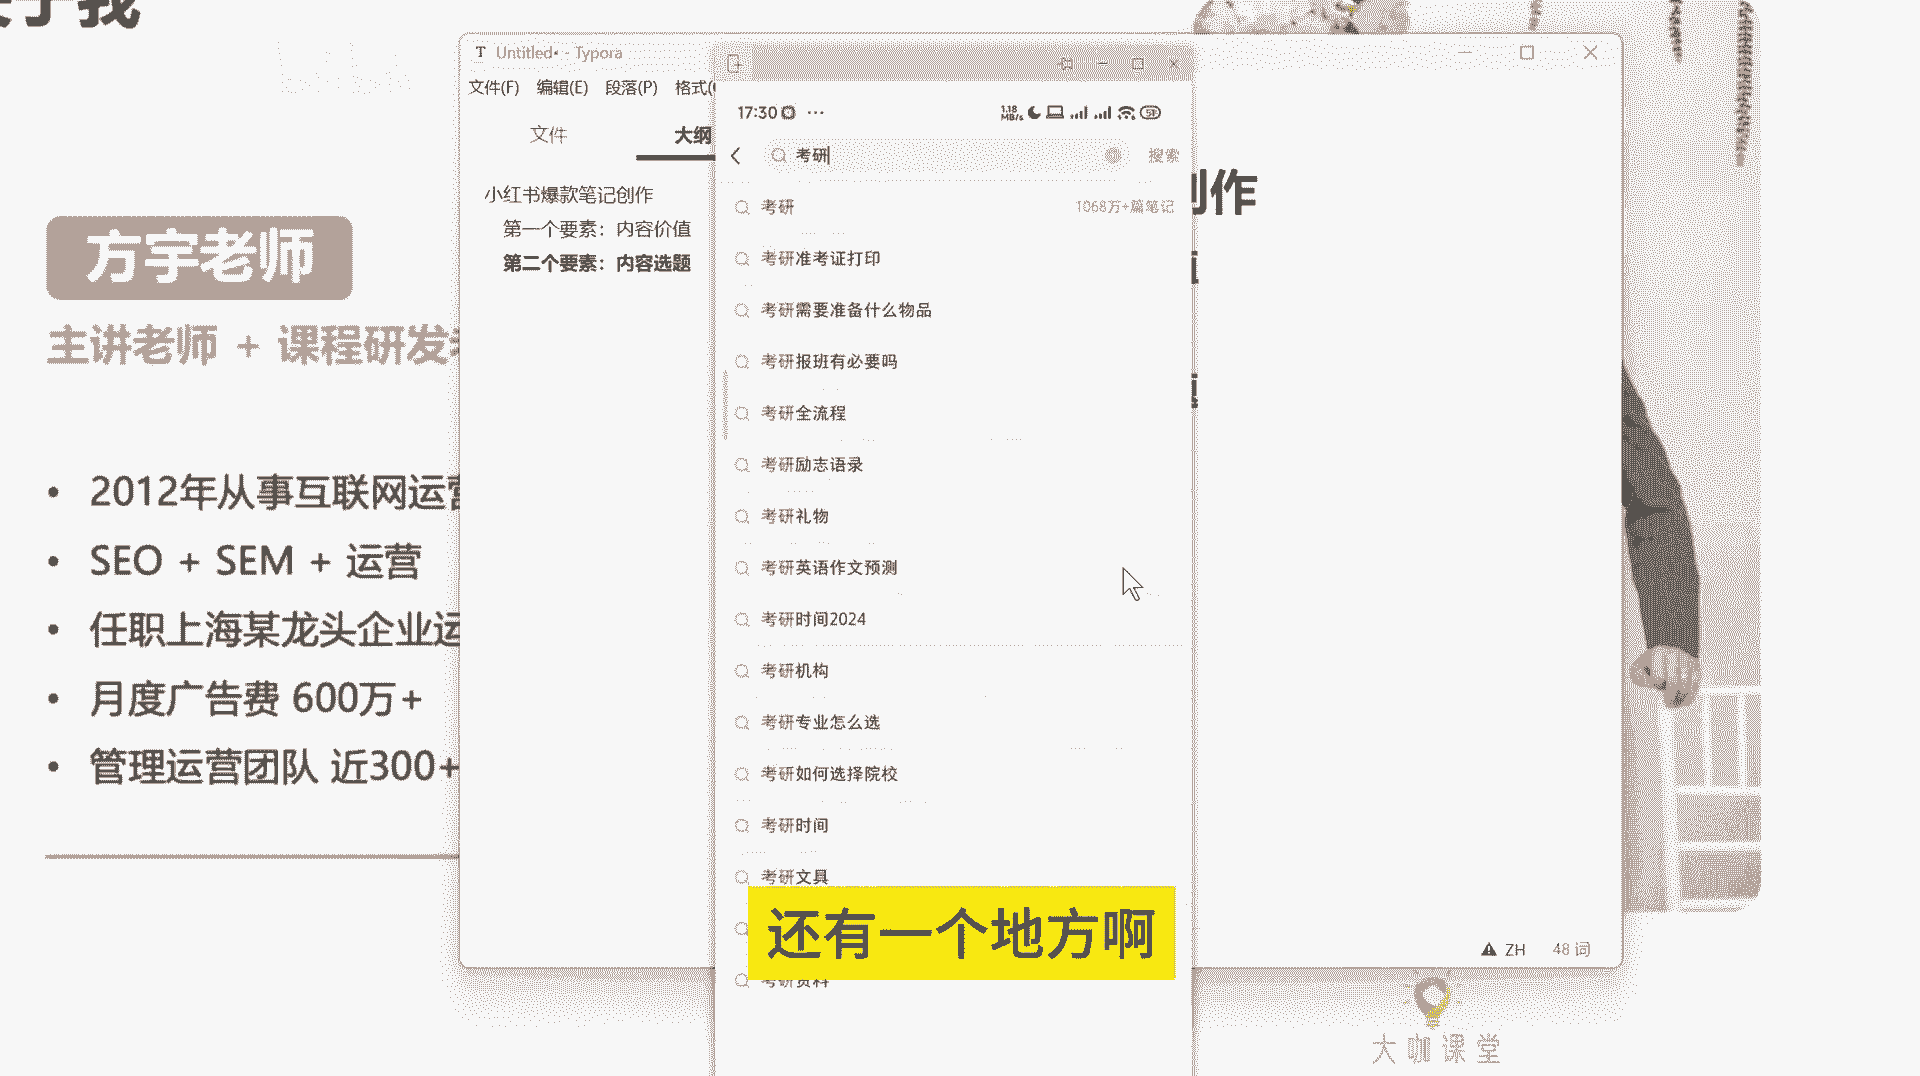 我
Untitled• - Typora
文件(F) 编辑(E) 段落(P) 格式(
文件
大纲
小红书爆款笔记创作
第一个要素：内容价值
第二个要素：内容选题
方宇老师
主讲老师 + 课程研发
2012年从事互联网运营
SEO + SEM + 运营
任职上海某龙头企业运
月度广告费 600万+
管理运营团队 近300+
17:30 ···
1.18 MB/s
考研
搜索
考研
1068万+篇笔记
考研准考证打印
考研需要准备什么物品
考研报班有必要吗
考研全流程
考研励志语录
考研礼物
考研英语作文预测
考研时间2024
考研机构
考研专业怎么选
考研如何选择院校
考研时间
考研文具
还有一个地方啊
考研资料
创作
ZH 48 词
大咖课堂